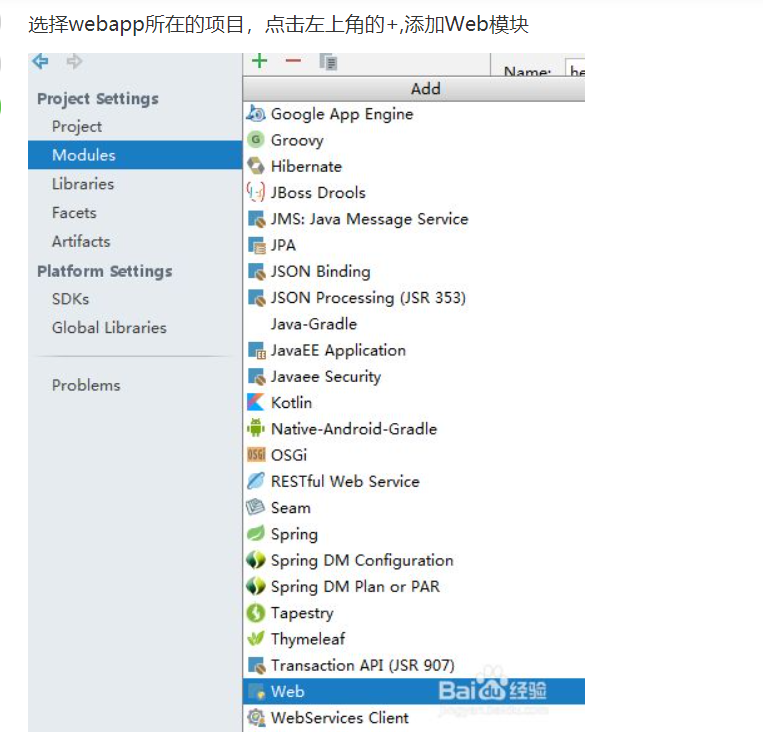 选择webapp所在的项目，点击左上角的+,添加Web模块
Name:
he
Add
Project Settings
Project
Modules
Libraries
Facets
Artifacts
Platform Settings
SDKs
Global Libraries
Problems
Google App Engine
Groovy
Hibernate
JBoss Drools
JMS: Java Message Service
JPA
JSON Binding
JSON Processing (JSR 353)
Java-Gradle
JavaEE Application
Javaee Security
Kotlin
Native-Android-Gradle
OSGi
RESTful Web Service
Seam
Spring
Spring DM Configuration
Spring DM Plan or PAR
Tapestry
Thymeleaf
Transaction API (JSR 907)
Web
WebServices Client
Bai 经验